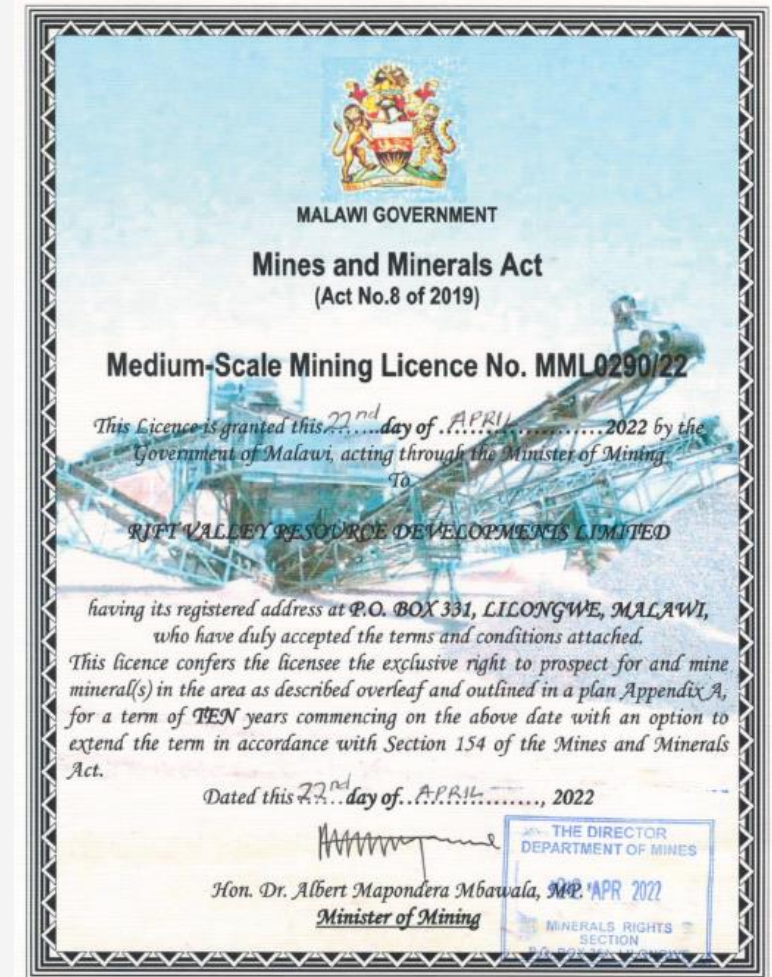 MALAWI GOVERNMENT
Mines and Minerals Act
(Act No.8 of 2019)
Medium-Scale Mining Licence No. MML0290/22
This Licence is granted this 22nd day of APRIL 2022 by the
Government of Malawi, acting through the Minister of Mining
To
RIFT VALLEY RESOURCE DEVELOPMENTS LIMITED
having its registered address at P.O. BOX 331, LILONGWE, MALAWI,
who have duly accepted the terms and conditions attached.
This licence confers the licensee the exclusive right to prospect for and mine
mineral(s) in the area as described overleaf and outlined in a plan Appendix A,
for a term of TEN years commencing on the above date with an option to
extend the term in accordance with Section 154 of the Mines and Minerals
Act.
Dated this 22nd day of APRIL, 2022
Hon. Dr. Albert Mapondera Mbawala, MP.
Minister of Mining
THE DIRECTOR
DEPARTMENT OF MINES
APR 2022
MINERALS RIGHTS
SECTION
P.O. BOX